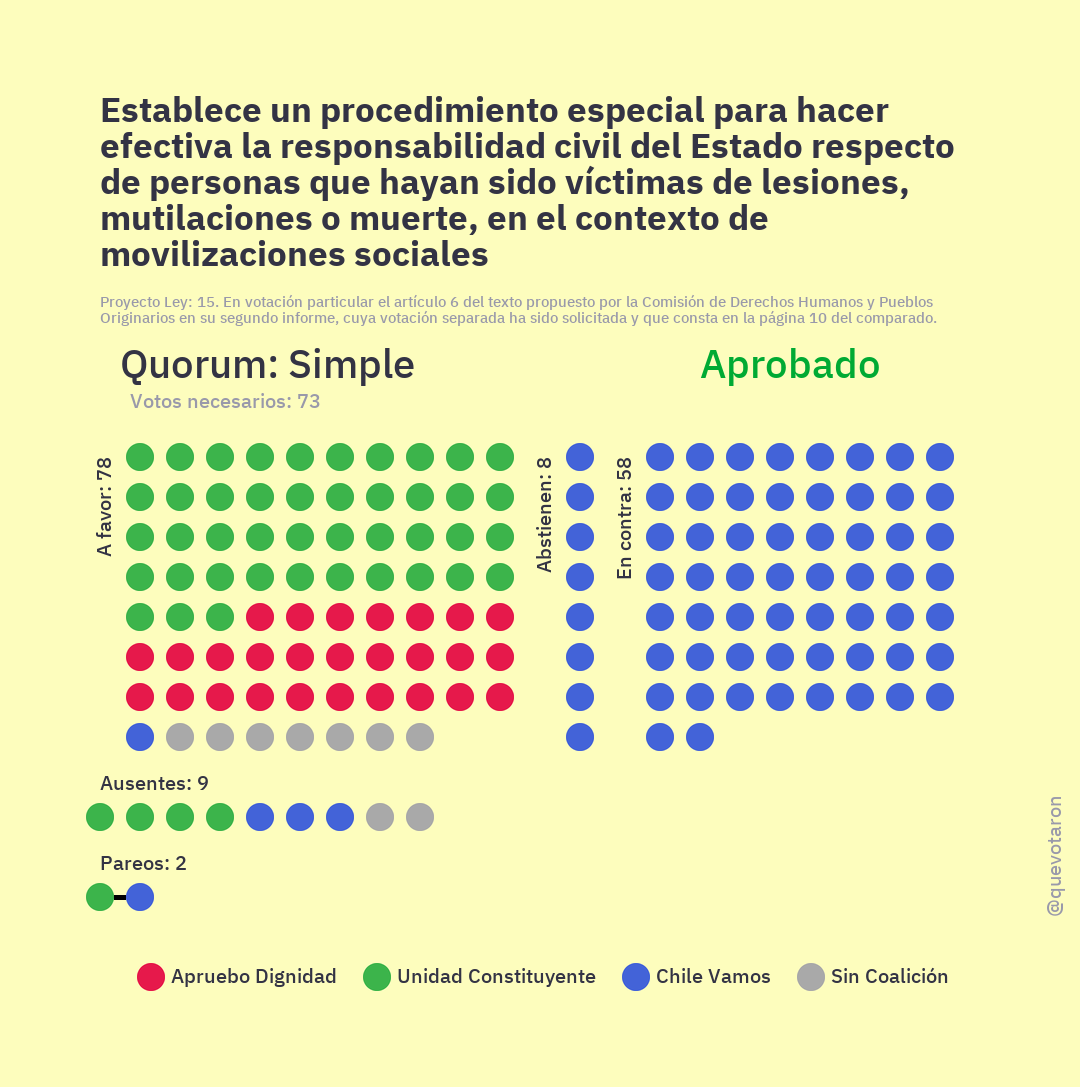 Establece un procedimiento especial para hacer
efectiva la responsabilidad civil del Estado respecto
de personas que hayan sido víctimas de lesiones,
mutilaciones o muerte, en el contexto de
movilizaciones sociales
Proyecto Ley: 15. En votación particular el artículo 6 del texto propuesto por la Comisión de Derechos Humanos y Pueblos
Originarios en su segundo informe, cuya votación separada ha sido solicitada y que consta en la página 10 del comparado.
Quorum: Simple
Aprobado
Votos necesarios: 73
A favor: 78
Abstienen: 8
En contra: 58
Ausentes: 9
Pareos: 2
@quevotaron
Apruebo Dignidad
Unidad Constituyente
Chile Vamos
Sin Coalición